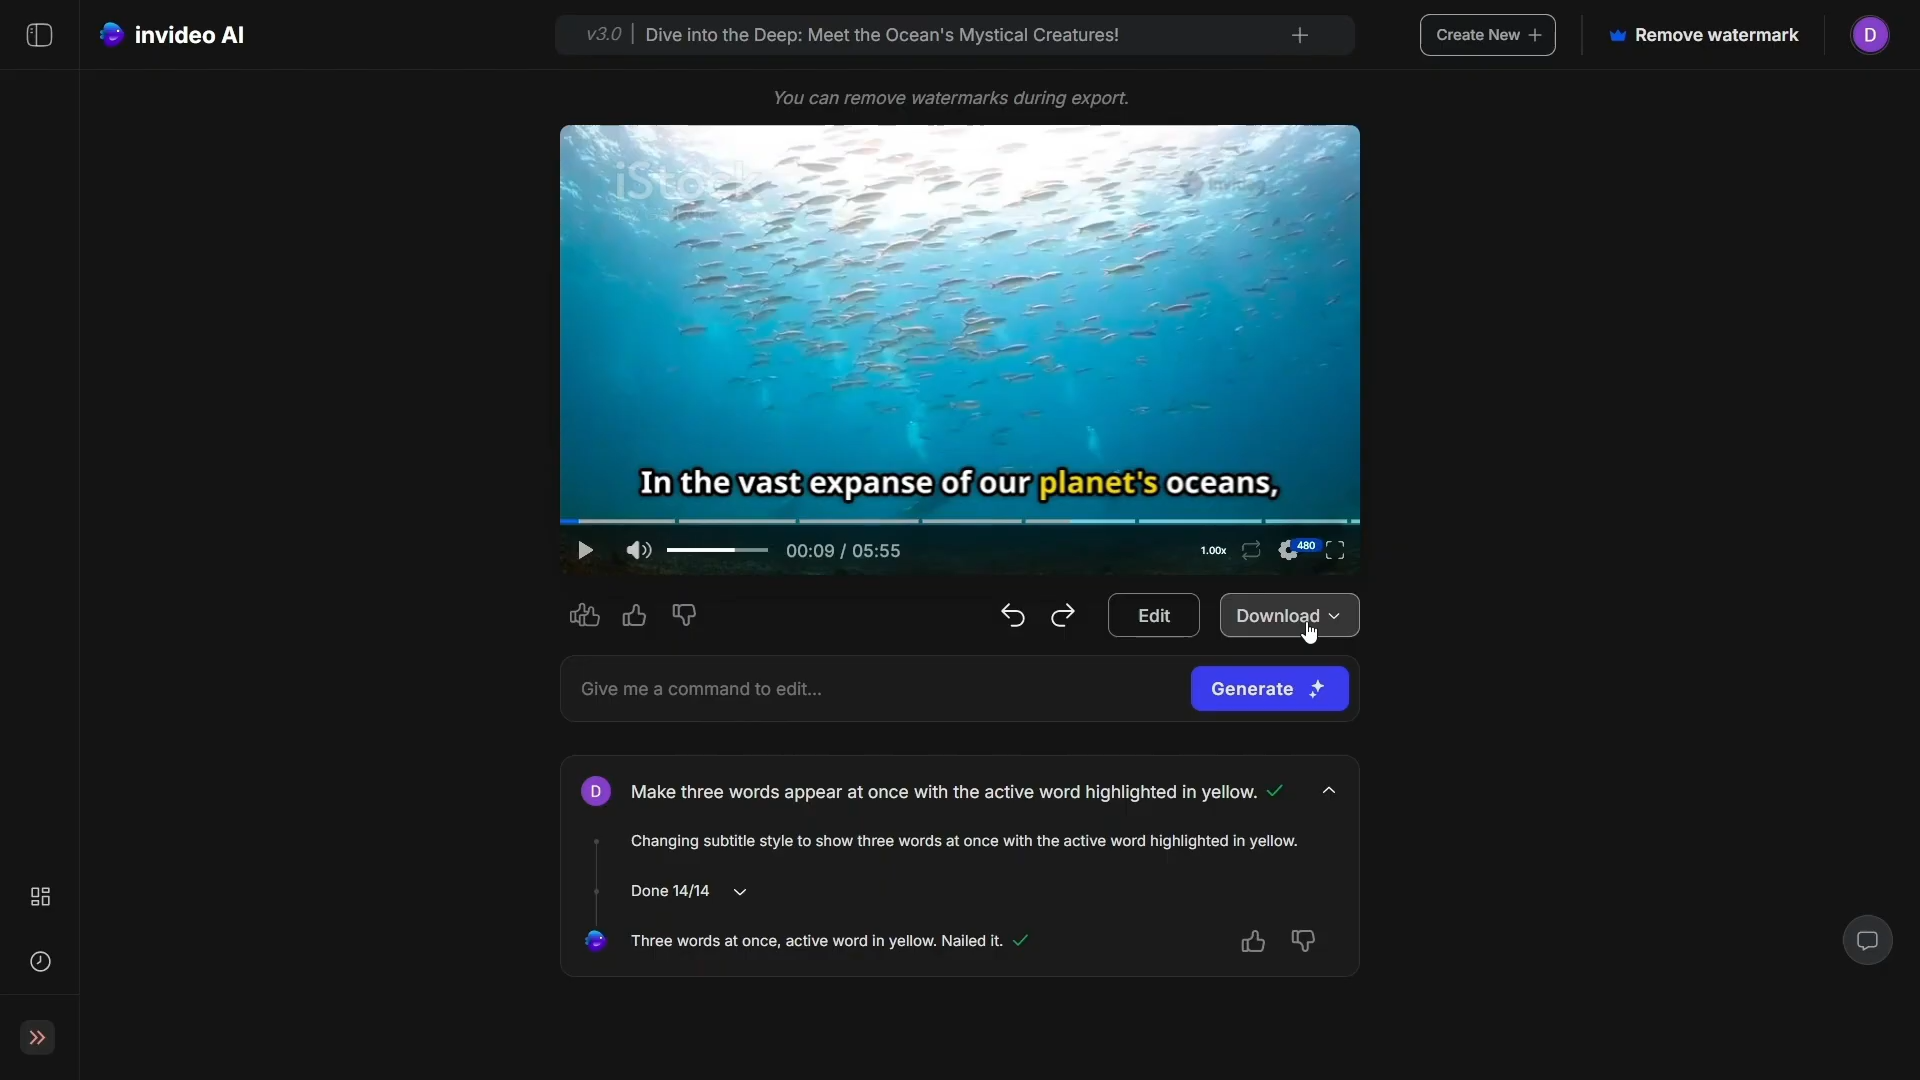 invideo AI
v3.0 | Dive into the Deep: Meet the Ocean's Mystical Creatures!
Create New +
Remove watermark
D
You can remove watermarks during export.
iStock
In the vast expanse of our planet's oceans,
00:09 / 05:55
1.00x
480
Edit
Download
Give me a command to edit...
Generate
D
Make three words appear at once with the active word highlighted in yellow.
Changing subtitle style to show three words at once with the active word highlighted in yellow.
Done 14/14
Three words at once, active word in yellow. Nailed it.